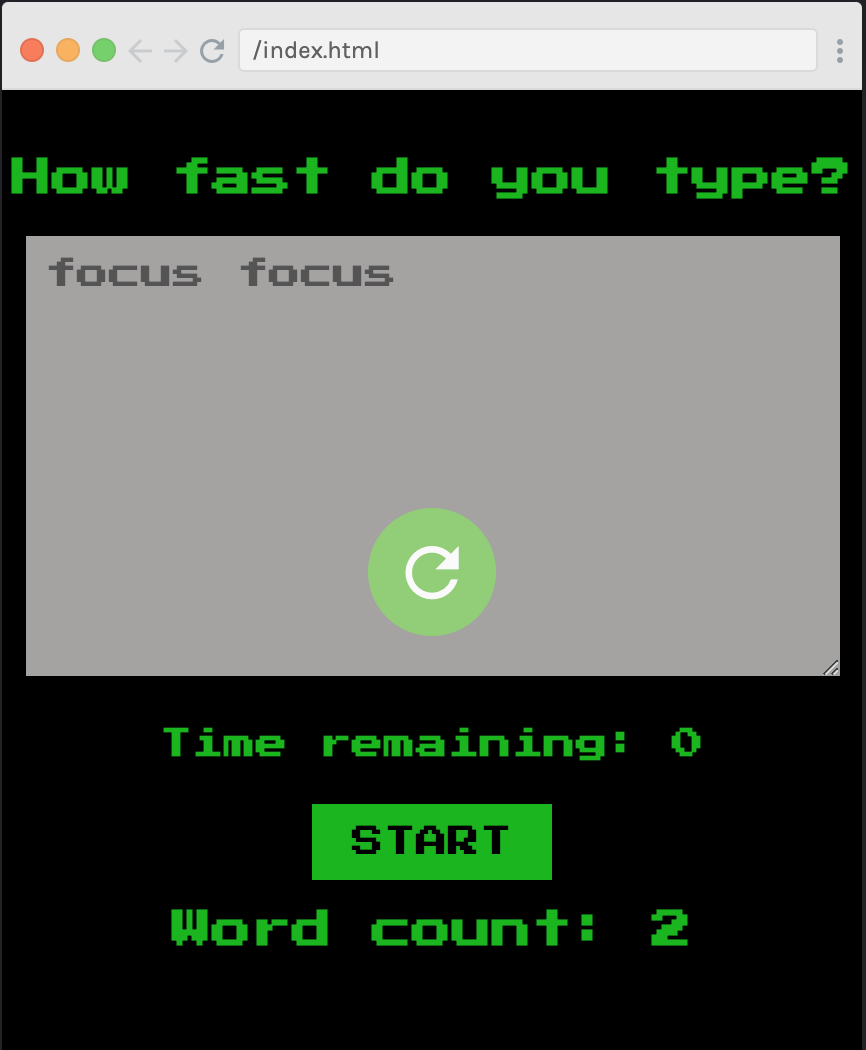 /index.html
How fast do you type?
focus focus
Time remaining: 0
START
Word count: 2